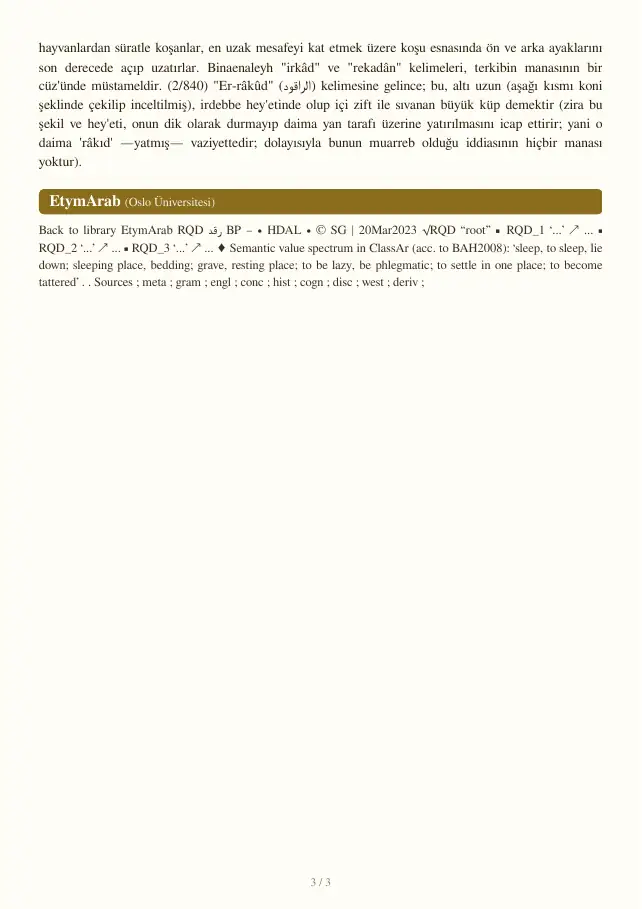 hayvanlardan süratle koşanlar, en uzak mesafeyi kat etmek üzere koşu esnasında ön ve arka ayaklarını
son derecede açıp uzatırlar. Binaenaleyh "irkâd" ve "rekadân" kelimeleri, terkibin manasının bir
cüz'ünde müstameldir. (2/840) "Er-râkûd" (الراقود) kelimesine gelince; bu, altı uzun (aşağı kısmı koni
şeklinde çekilip inceltilmiş), irdebbe hey'etinde olup içi zift ile sıvanan büyük küp demektir (zira bu
şekil ve hey'eti, onun dik olarak durmayıp daima yan tarafı üzerine yatırılmasını icap ettirir; yani o
daima 'râkıd' —yatmış— vaziyettedir; dolayısıyla bunun muarreb olduğu iddiasının hiçbir manası
yoktur).
EtymArab (Oslo Üniversitesi)
Back to library EtymArab RQD رقد BP – • HDAL • © SG | 20Mar2023 √RQD “root” ▪ RQD_1 ‘...’ ↗ ... ▪
RQD_2 ‘...’ ↗ ... ▪ RQD_3 ‘...’ ↗ ... ♦ Semantic value spectrum in ClassAr (acc. to BAH2008): ‘sleep, to sleep, lie
down; sleeping place, bedding; grave, resting place; to be lazy, be phlegmatic; to settle in one place; to become
tattered’ . . Sources ; meta ; gram ; engl ; conc ; hist ; cogn ; disc ; west ; deriv ;
3 / 3